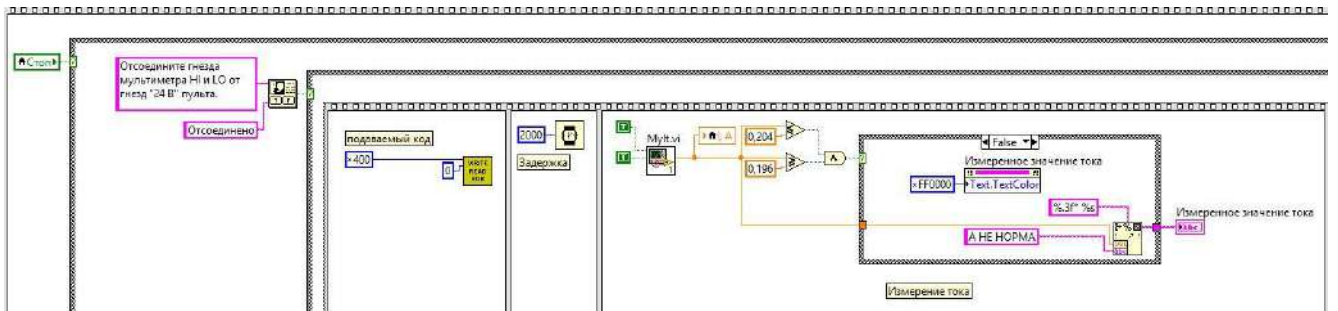 Стоп
Отсоедините гнезда
мультиметра HI и LO от
гнезд "24 В" пульта.
Отсоединено
подаваемый код
×400
0
WRITE
READ
2000
Задержка
T
T
Mylt.vi
0,204
0,196
False
Измеренное значение тока
×FF0000
Text.TextColor
%.3f" %s
А НЕ НОРМА
Измеренное значение тока
abc
Измерение тока